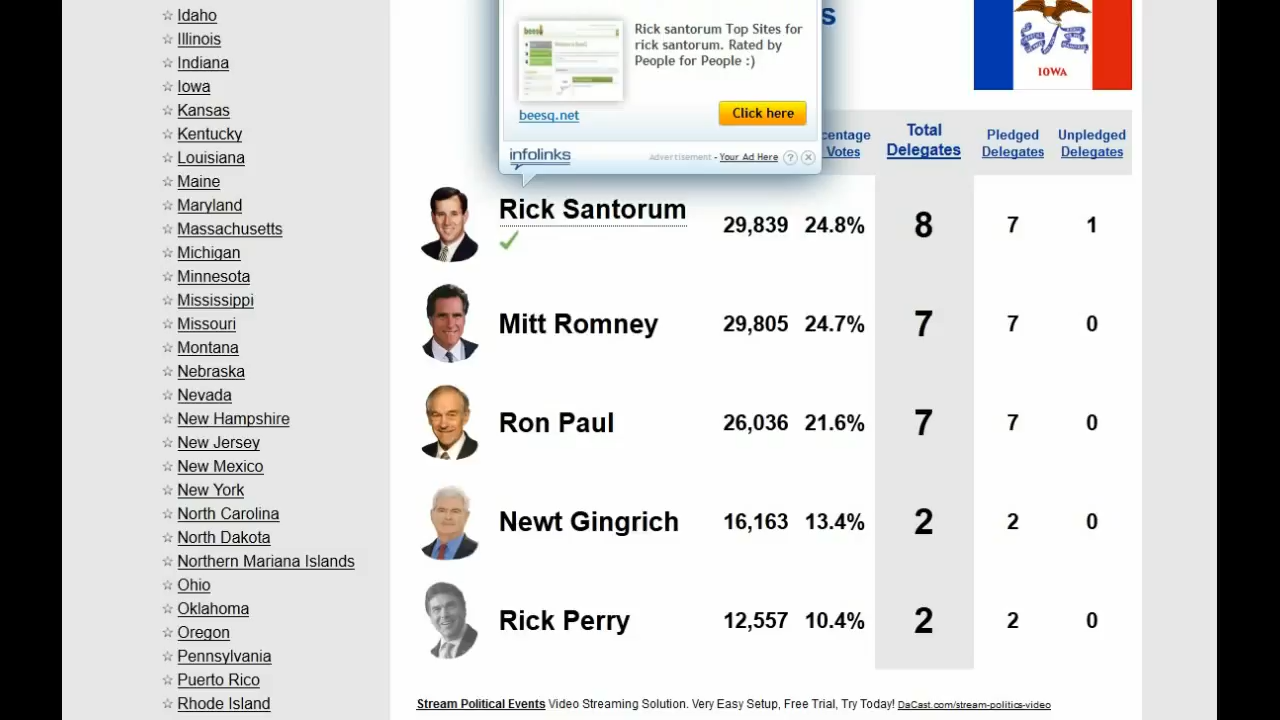 ☆ Idaho
☆ Illinois
☆ Indiana
☆ Iowa
☆ Kansas
☆ Kentucky
☆ Louisiana
☆ Maine
☆ Maryland
☆ Massachusetts
☆ Michigan
☆ Minnesota
☆ Mississippi
☆ Missouri
☆ Montana
☆ Nebraska
☆ Nevada
☆ New Hampshire
☆ New Jersey
☆ New Mexico
☆ New York
☆ North Carolina
☆ North Dakota
☆ Northern Mariana Islands
☆ Ohio
☆ Oklahoma
☆ Oregon
☆ Pennsylvania
☆ Puerto Rico
☆ Rhode Island
Rick santorum Top Sites for
rick santorum. Rated by
People for People :)
beesq.net
Click here
infolinks
Advertisement - Your Ad Here ? x
IOWA
Votes
Total
Delegates
Pledged
Delegates
Unpledged
Delegates
Rick Santorum 29,839 24.8% 8 7 1
Mitt Romney 29,805 24.7% 7 7 0
Ron Paul 26,036 21.6% 7 7 0
Newt Gingrich 16,163 13.4% 2 2 0
Rick Perry 12,557 10.4% 2 2 0
Stream Political Events Video Streaming Solution. Very Easy Setup, Free Trial, Try Today! DaCast.com/stream-politics-video